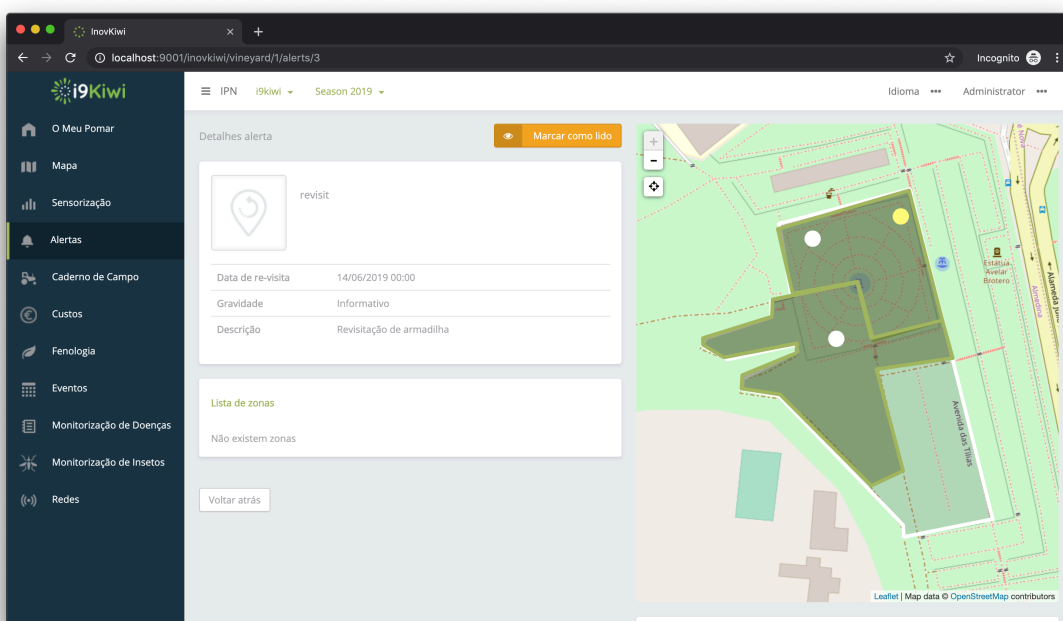 InovKiwi
localhost:9001/inovkiwi/vineyard/1/alerts/3
Incognito
i9Kiwi
IPN i9kiwi Season 2019
Idioma Administrator
O Meu Pomar
Mapa
Sensorização
Alertas
Caderno de Campo
Custos
Fenologia
Eventos
Monitorização de Doenças
Monitorização de Insetos
Redes
Detalhes alerta
Marcar como lido
revisit
Data de re-visita 14/06/2019 00:00
Gravidade Informativo
Descrição Revisitação de armadilha
Lista de zonas
Não existem zonas
Voltar atrás
Estátua
Avelar
Brotero
Almedina
Avenida das Tílias
Leaflet | Map data © OpenStreetMap contributors